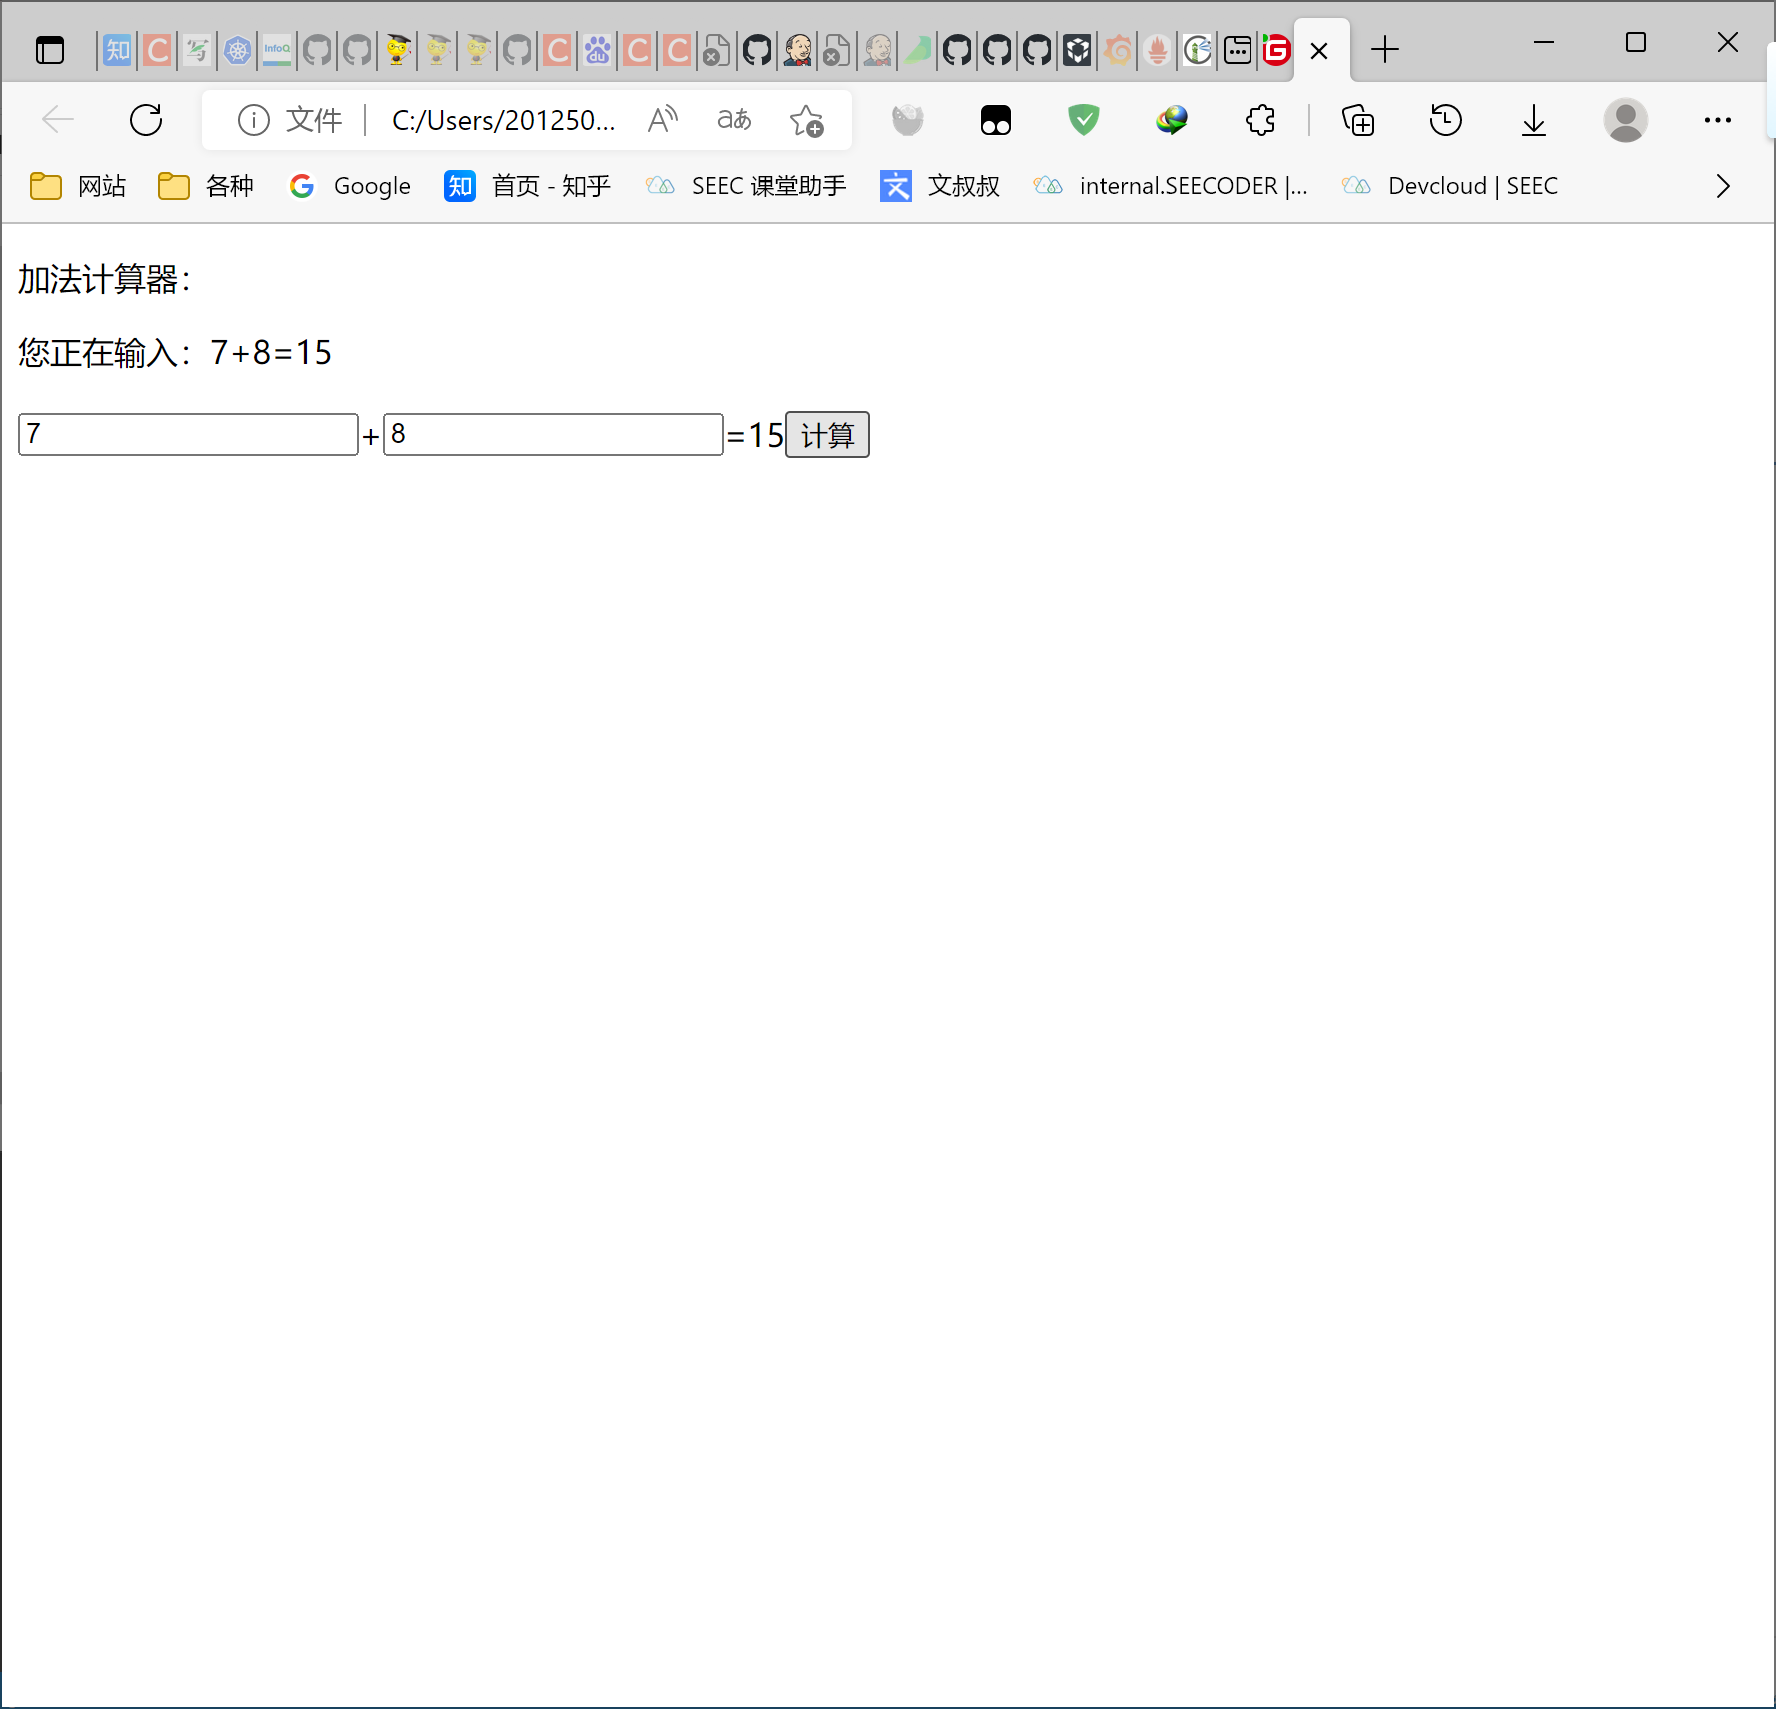 文件 C:/Users/201250...
网站 各种 Google 首页 - 知乎 SEEC 课堂助手 文叔叔 internal.SEECODER |... Devcloud | SEEC
加法计算器：
您正在输入：7+8=15
7+8=15计算